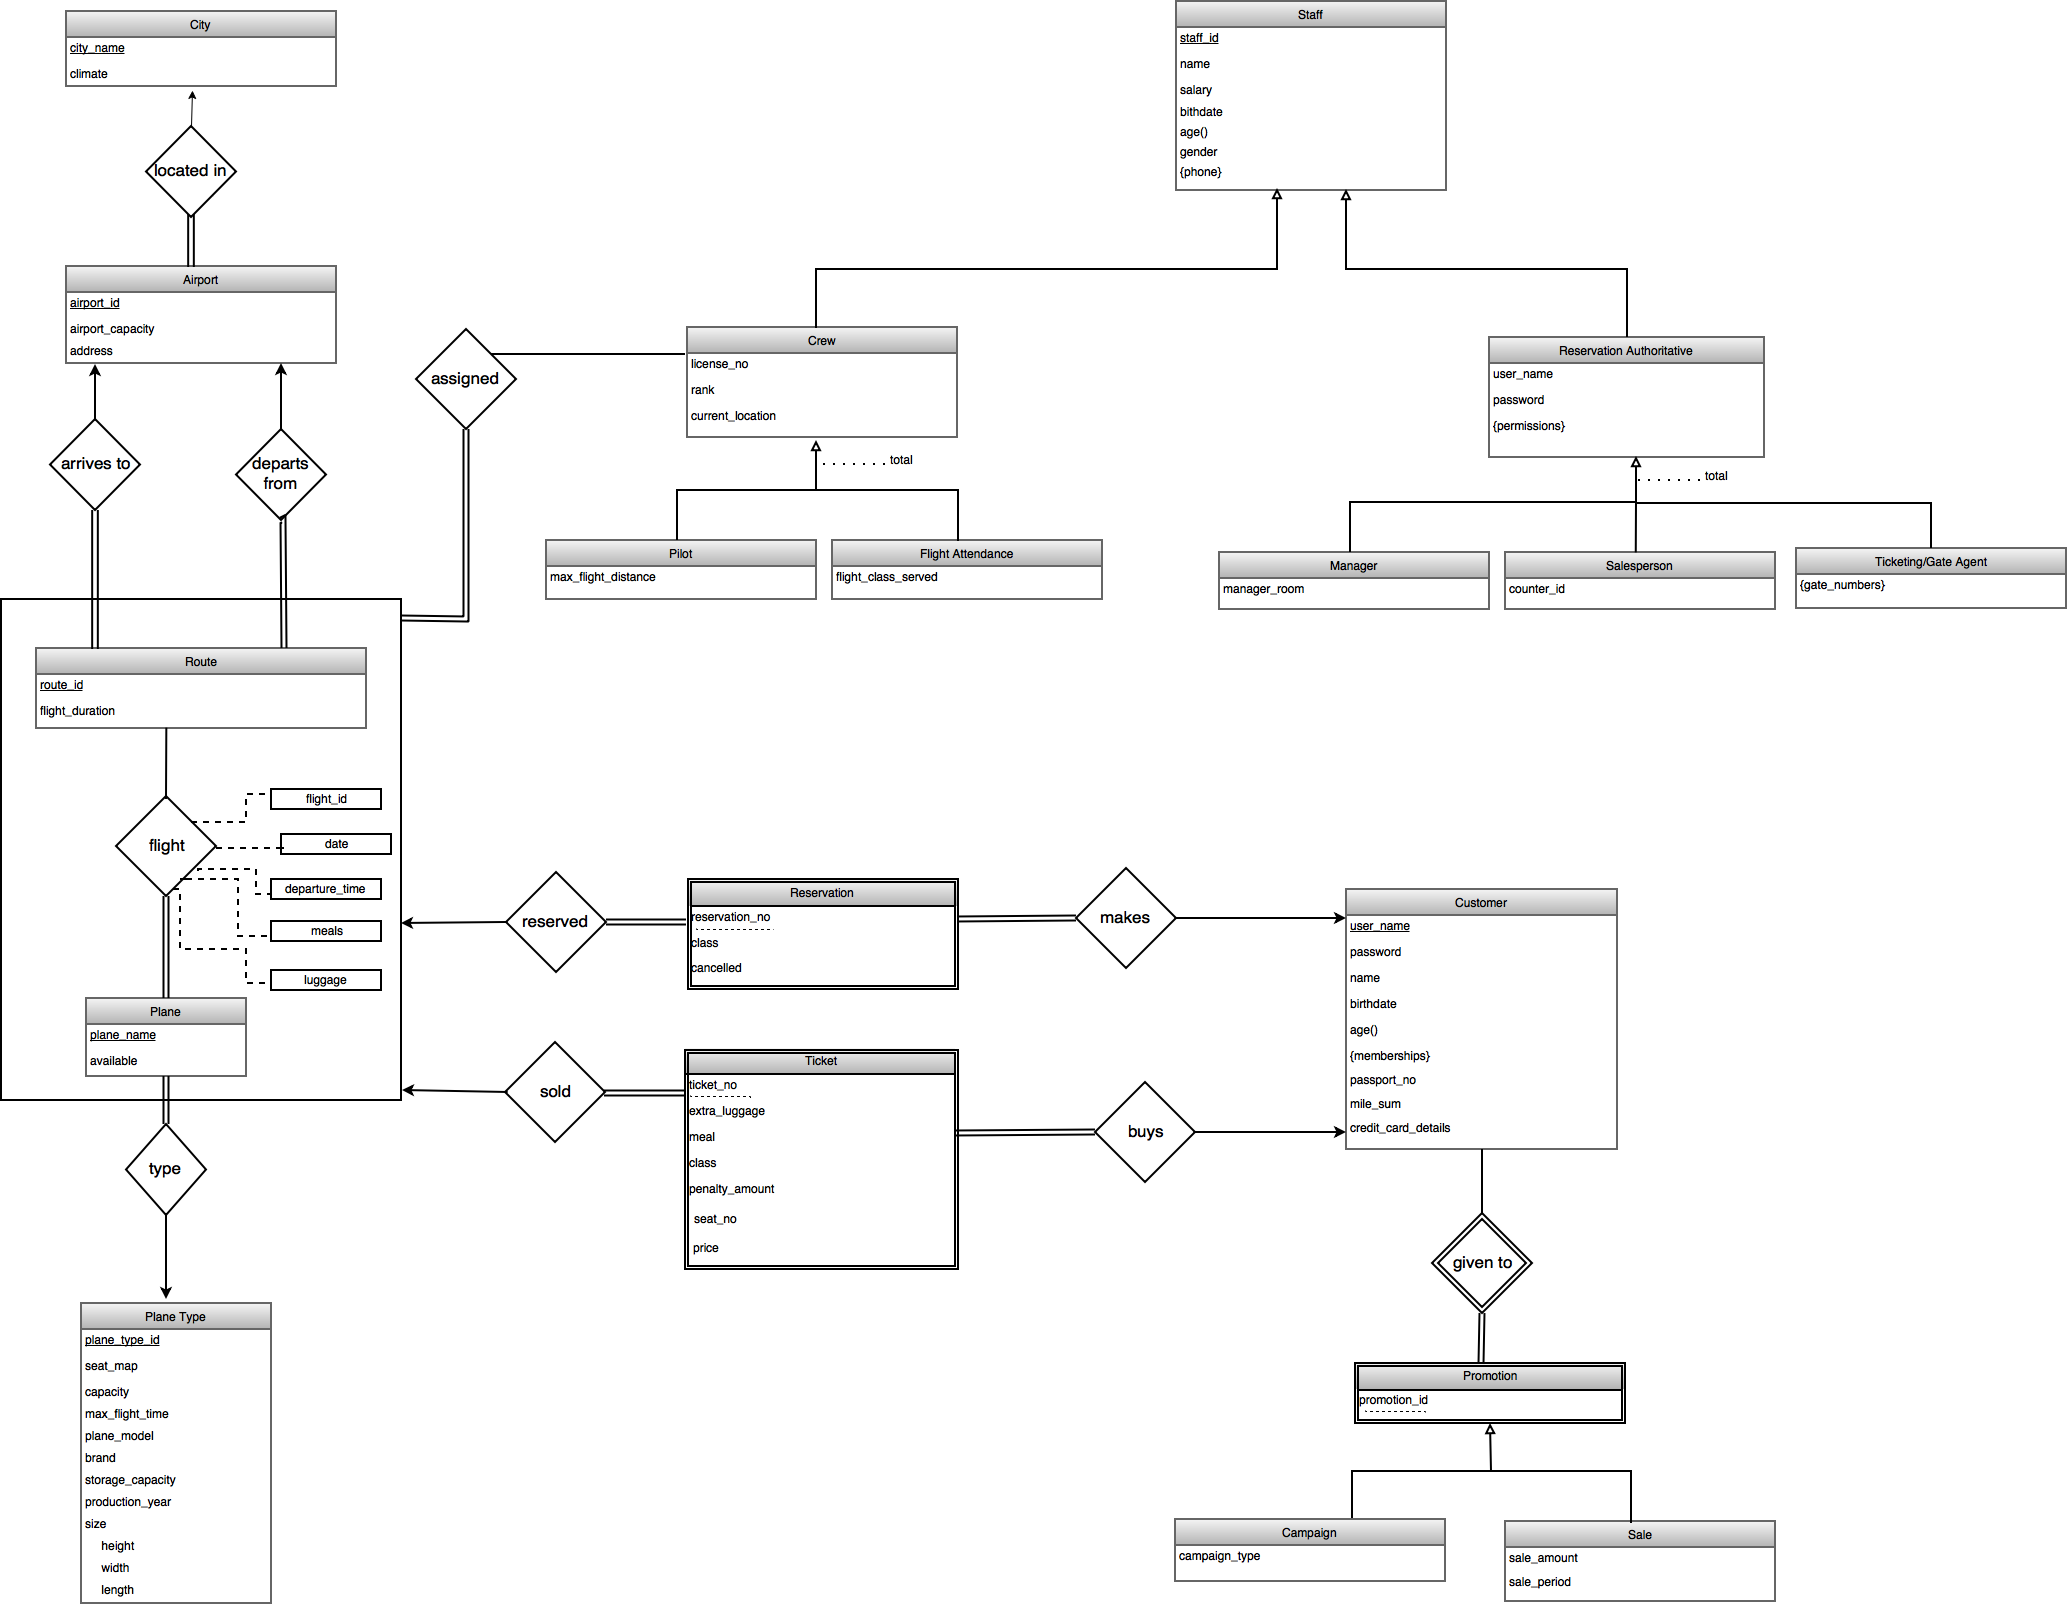 City
city_name
climate
located in
Airport
airport_id
airport_capacity
address
arrives to
departs
from
Route
route_id
flight_duration
flight
flight_id
date
departure_time
meals
luggage
Plane
plane_name
available
type
Plane Type
plane_type_id
seat_map
capacity
max_flight_time
plane_model
brand
storage_capacity
production_year
size
height
width
length
Staff
staff_id
name
salary
bithdate
age()
gender
{phone}
assigned
Crew
license_no
rank
current_location
total
Pilot
max_flight_distance
Flight Attendance
flight_class_served
Reservation Authoritative
user_name
password
{permissions}
total
Manager
manager_room
Salesperson
counter_id
Ticketing/Gate Agent
{gate_numbers}
reserved
Reservation
reservation_no
class
cancelled
makes
sold
Ticket
ticket_no
extra_luggage
meal
class
penalty_amount
seat_no
price
buys
Customer
user_name
password
name
birthdate
age()
{memberships}
passport_no
mile_sum
credit_card_details
given to
Promotion
promotion_id
Campaign
campaign_type
Sale
sale_amount
sale_period